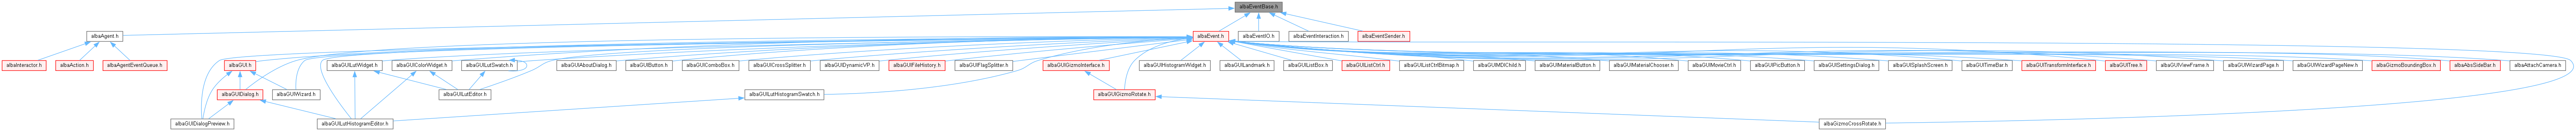 albaEventBase.h
albaAgent.h
albaEvent.h
albaEventIO.h
albaEventInteraction.h
albaEventSender.h
albaInteractor.h
albaAction.h
albaAgentEventQueue.h
albaGUI.h
albaGUILutWidget.h
albaGUIColorWidget.h
albaGUILutSwatch.h
albaGUIAboutDialog.h
albaGUIButton.h
albaGUIComboBox.h
albaGUICrossSplitter.h
albaGUIDynamicVP.h
albaGUIFileHistory.h
albaGUIFlagSplitter.h
albaGUIGizmoInterface.h
albaGUIHistogramWidget.h
albaGUILandmark.h
albaGUIListBox.h
albaGUIListCtrl.h
albaGUIListCtrlBitmap.h
albaGUIMDIChild.h
albaGUIMaterialButton.h
albaGUIMaterialChooser.h
albaGUIMovieCtrl.h
albaGUIPicButton.h
albaGUISettingsDialog.h
albaGUISplashScreen.h
albaGUITimeBar.h
albaGUITransformInterface.h
albaGUITree.h
albaGUIViewFrame.h
albaGUIWizardPage.h
albaGUIWizardPageNew.h
albaGizmoBoundingBox.h
albaAbsSideBar.h
albaAttachCamera.h
albaGUIDialog.h
albaGUIWizard.h
albaGUILutEditor.h
albaGUILutHistogramSwatch.h
albaGUIGizmoRotate.h
albaGUIDialogPreview.h
albaGUILutHistogramEditor.h
albaGizmoCrossRotate.h